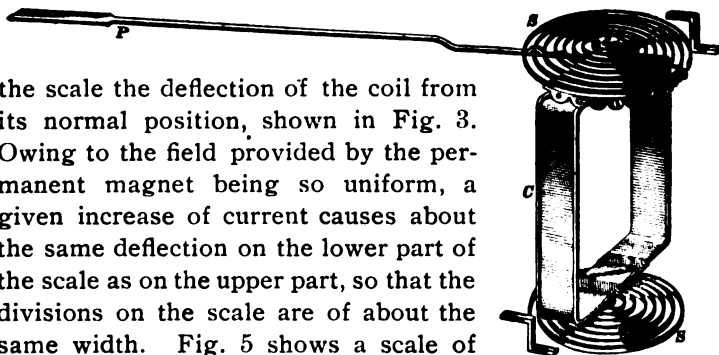 S
P
the scale the deflection of the coil from
its normal position, shown in Fig. 3.
Owing to the field provided by the per-
manent magnet being so uniform, a
given increase of current causes about
C
the same deflection on the lower part of
the scale as on the upper part, so that the
divisions on the scale are of about the
S
same width. Fig. 5 shows a scale of